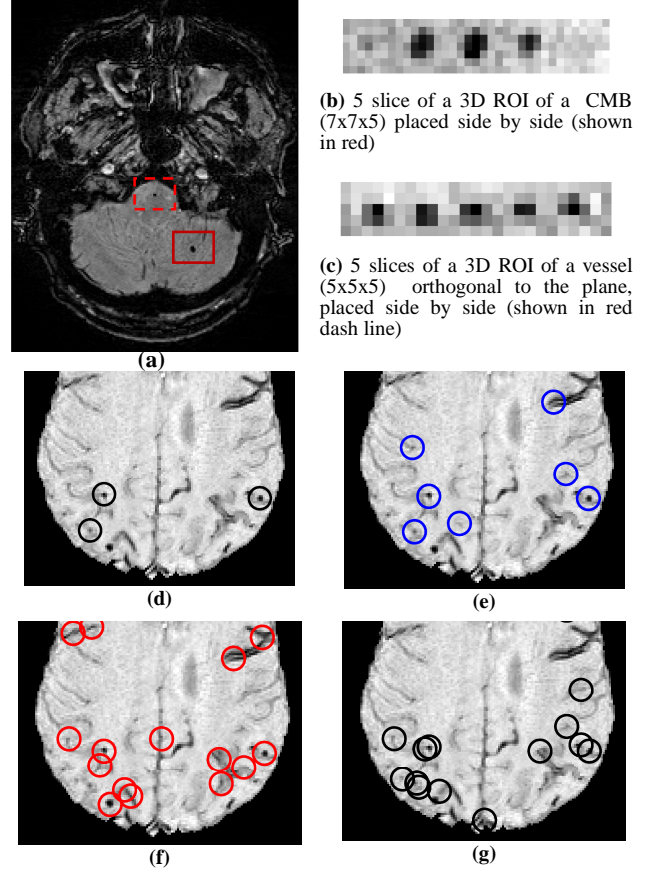 (a)
(b) 5 slice of a 3D ROI of a CMB
(7x7x5) placed side by side (shown
in red)
(c) 5 slices of a 3D ROI of a vessel
(5x5x5) orthogonal to the plane,
placed side by side (shown in red
dash line)
(d)
(e)
(f)
(g)